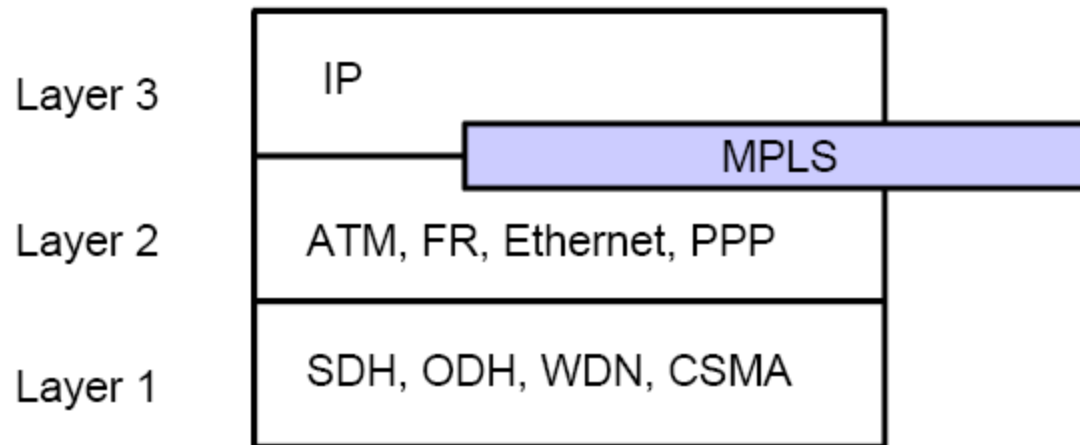 Layer 3
IP
MPLS
Layer 2
ATM, FR, Ethernet, PPP
Layer 1
SDH, ODH, WDN, CSMA